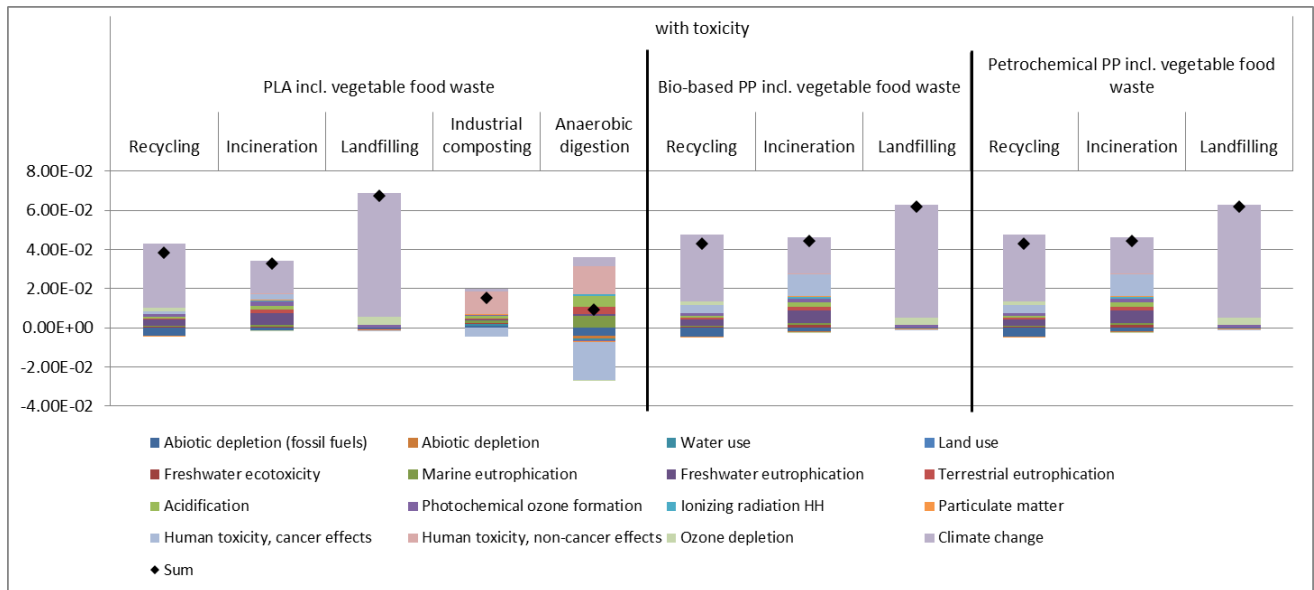 with toxicity
PLA incl. vegetable food waste
Bio-based PP incl. vegetable food waste
Petrochemical PP incl. vegetable food
waste
Recycling
Incineration
Landfilling
Industrial
composting
Anaerobic
digestion
Recycling
Incineration
Landfilling
Recycling
Incineration
Landfilling
8.00E-02
6.00E-02
4.00E-02
2.00E-02
0.00E+00
-2.00E-02
-4.00E-02
Abiotic depletion (fossil fuels)
Abiotic depletion
Water use
Land use
Freshwater ecotoxicity
Marine eutrophication
Freshwater eutrophication
Terrestrial eutrophication
Acidification
Photochemical ozone formation
Ionizing radiation HH
Particulate matter
Human toxicity, cancer effects
Human toxicity, non-cancer effects
Ozone depletion
Climate change
Sum